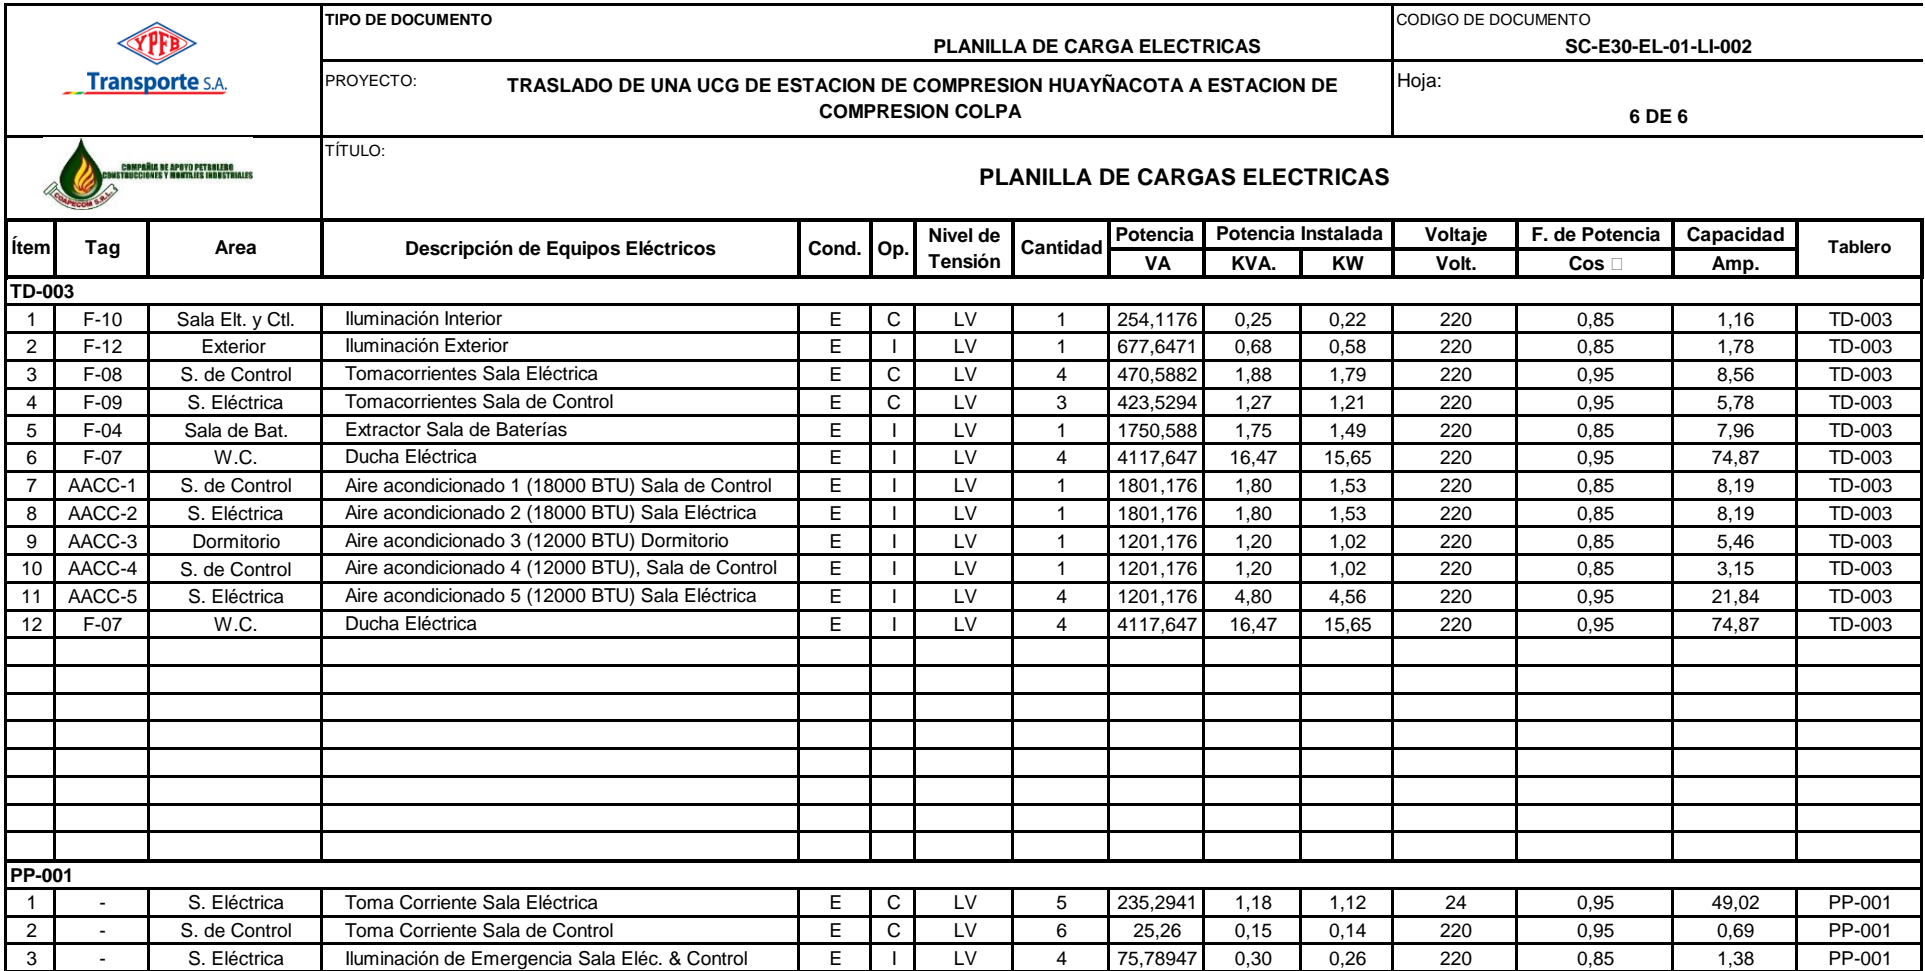 YPFB
Transporte S.A.
TIPO DE DOCUMENTO
PLANILLA DE CARGA ELECTRICAS
CODIGO DE DOCUMENTO
SC-E30-EL-01-LI-002
PROYECTO:
TRASLADO DE UNA UCG DE ESTACION DE COMPRESION HUAYÑACOTA A ESTACION DE
COMPRESION COLPA
Hoja:
6 DE 6
COMPAÑIA DE APOYO PETROLERO
CONSTRUCCIONES Y MONTAJES INDUSTRIALES
COAPECOM S.R.L.
TÍTULO:
PLANILLA DE CARGAS ELECTRICAS
Ítem Tag Area Descripción de Equipos Eléctricos Cond. Op. Nivel de Tensión Cantidad Potencia Potencia Instalada Voltaje F. de Potencia Capacidad Tablero
VA KVA. KW Volt. Cos □ Amp.
TD-003
1 F-10 Sala Elt. y Ctl. Iluminación Interior E C LV 1 254,1176 0,25 0,22 220 0,85 1,16 TD-003
2 F-12 Exterior Iluminación Exterior E I LV 1 677,6471 0,68 0,58 220 0,85 1,78 TD-003
3 F-08 S. de Control Tomacorrientes Sala Eléctrica E C LV 4 470,5882 1,88 1,79 220 0,95 8,56 TD-003
4 F-09 S. Eléctrica Tomacorrientes Sala de Control E C LV 3 423,5294 1,27 1,21 220 0,95 5,78 TD-003
5 F-04 Sala de Bat. Extractor Sala de Baterías E I LV 1 1750,588 1,75 1,49 220 0,85 7,96 TD-003
6 F-07 W.C. Ducha Eléctrica E I LV 4 4117,647 16,47 15,65 220 0,95 74,87 TD-003
7 AACC-1 S. de Control Aire acondicionado 1 (18000 BTU) Sala de Control E I LV 1 1801,176 1,80 1,53 220 0,85 8,19 TD-003
8 AACC-2 S. Eléctrica Aire acondicionado 2 (18000 BTU) Sala Eléctrica E I LV 1 1801,176 1,80 1,53 220 0,85 8,19 TD-003
9 AACC-3 Dormitorio Aire acondicionado 3 (12000 BTU) Dormitorio E I LV 1 1201,176 1,20 1,02 220 0,85 5,46 TD-003
10 AACC-4 S. de Control Aire acondicionado 4 (12000 BTU), Sala de Control E I LV 1 1201,176 1,20 1,02 220 0,85 3,15 TD-003
11 AACC-5 S. Eléctrica Aire acondicionado 5 (12000 BTU) Sala Eléctrica E I LV 4 1201,176 4,80 4,56 220 0,95 21,84 TD-003
12 F-07 W.C. Ducha Eléctrica E I LV 4 4117,647 16,47 15,65 220 0,95 74,87 TD-003
PP-001
1 - S. Eléctrica Toma Corriente Sala Eléctrica E C LV 5 235,2941 1,18 1,12 24 0,95 49,02 PP-001
2 - S. de Control Toma Corriente Sala de Control E C LV 6 25,26 0,15 0,14 220 0,95 0,69 PP-001
3 - S. Eléctrica Iluminación de Emergencia Sala Eléc. & Control E I LV 4 75,78947 0,30 0,26 220 0,85 1,38 PP-001